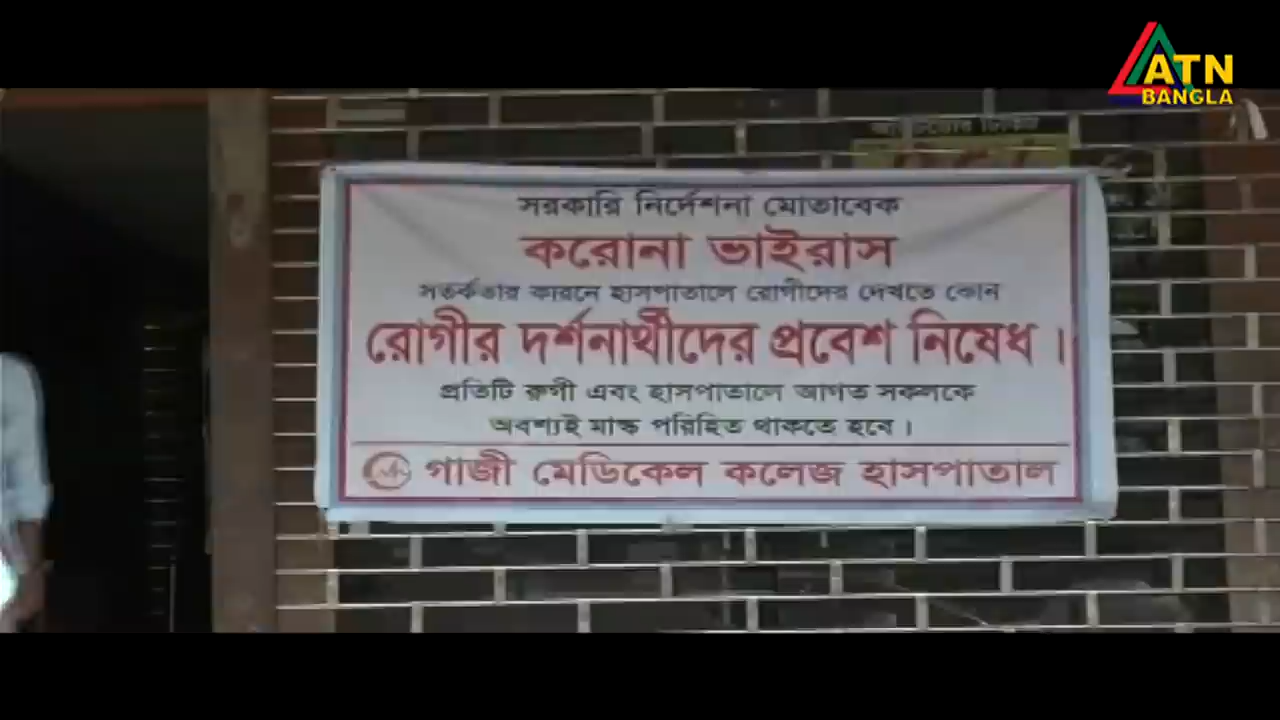 ATN
BANGLA
সরকারি নির্দেশনা মোতাবেক
করোনা ভাইরাস
সতর্কতার কারনে হাসপাতালে রোগীদের দেখতে কোন
রোগীর দর্শনার্থীদের প্রবেশ নিষেধ।
প্রতিটি রুগী এবং হাসপাতালে আগত সকলকে
অবশ্যই মাস্ক পরিহিত থাকতে হবে।
গাজী মেডিকেল কলেজ হাসপাতাল